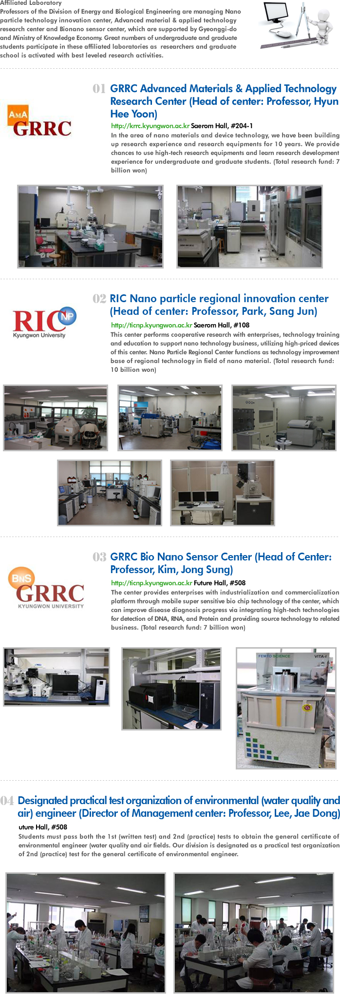 Affiliated Laboratory
Professors of the Division of Energy and Biological Engineering are managing Nano
particle technology innovation center, Advanced material & applied technology
research center and Bionano sensor center, which are supported by Gyeonggi-do
and Ministry of Knowledge Economy. Great numbers of undergraduate and graduate
students participate in these affiliated laboratories as researchers and graduate
school is activated with best leveled research activities.
AMA
GRRC
01 GRRC Advanced Materials & Applied Technology
Research Center (Head of center: Professor, Hyun
Hee Yoon)
http://krrc.kyungwon.ac.kr Saerom Hall, #204-1
In the area of nano materials and device technology, we have been building
up research experience and research equipments for 10 years. We provide
chances to use high-tech research equipments and learn research development
experience for undergraduate and graduate students. (Total research fund: 7
billion won)
RIC NP
Kyungwon University
02 RIC Nano particle regional innovation center
(Head of center: Professor, Park, Sang Jun)
http://ticnp.kyungwon.ac.kr Saerom Hall, #108
This center performs cooperative research with enterprises, technology training
and education to support nano technology business, utilizing high-priced devices
of this center. Nano Particle Regional Center functions as technology improvement
base of regional technology in field of nano material. (Total research fund:
10 billion won)
BNS
GRRC
KYUNGWON UNIVERSITY
03 GRRC Bio Nano Sensor Center (Head of Center:
Professor, Kim, Jong Sung)
http://ticnp.kyungwon.ac.kr Future Hall, #508
The center provides enterprises with industrialization and commercialization
platform through mobile super sensitive bio chip technology of the center, which
can improve disease diagnosis progress via integrating high-tech technologies
for detection of DNA, RNA, and Protein and providing source technology to related
business. (Total research fund: 7 billion won)
FEMTO SCIENCE VITA-I
04 Designated practical test organization of environmental (water quality and
air) engineer (Director of Management center: Professor, Lee, Jae Dong)
uture Hall, #508
Students must pass both the 1st (written test) and 2nd (practice) tests to obtain the general certificate of
environmental engineer (water quality and air fields. Our division is designated as a practical test organization
of 2nd (practice) test for the general certificate of environmental engineer.